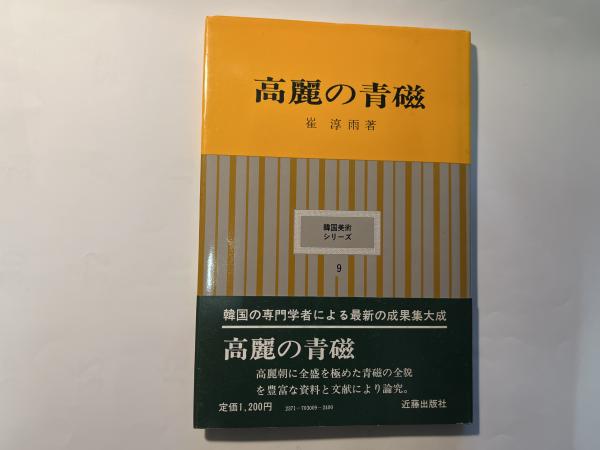 高麗の青磁
崔 淳雨著
韓国美術
シリーズ
9
韓国の専門学者による最新の成果集大成
高麗の青磁
高麗朝に全盛を極めた青磁の全貌
を豊富な資料と文献により論究。
定価1,200円 2371-703009-3400 近藤出版社